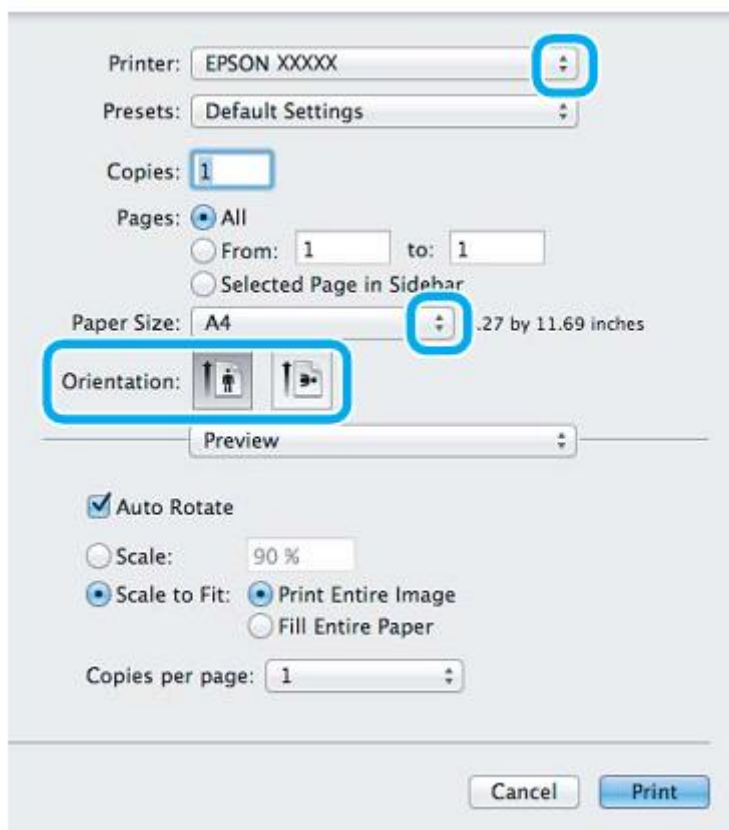 Printer: EPSON XXXXX
Presets: Default Settings
Copies: 1
Pages: All
From: 1 to: 1
Selected Page in Sidebar
Paper Size: A4 .27 by 11.69 inches
Orientation:
Preview
Auto Rotate
Scale: 90 %
Scale to Fit: Print Entire Image
Fill Entire Paper
Copies per page: 1
Cancel Print